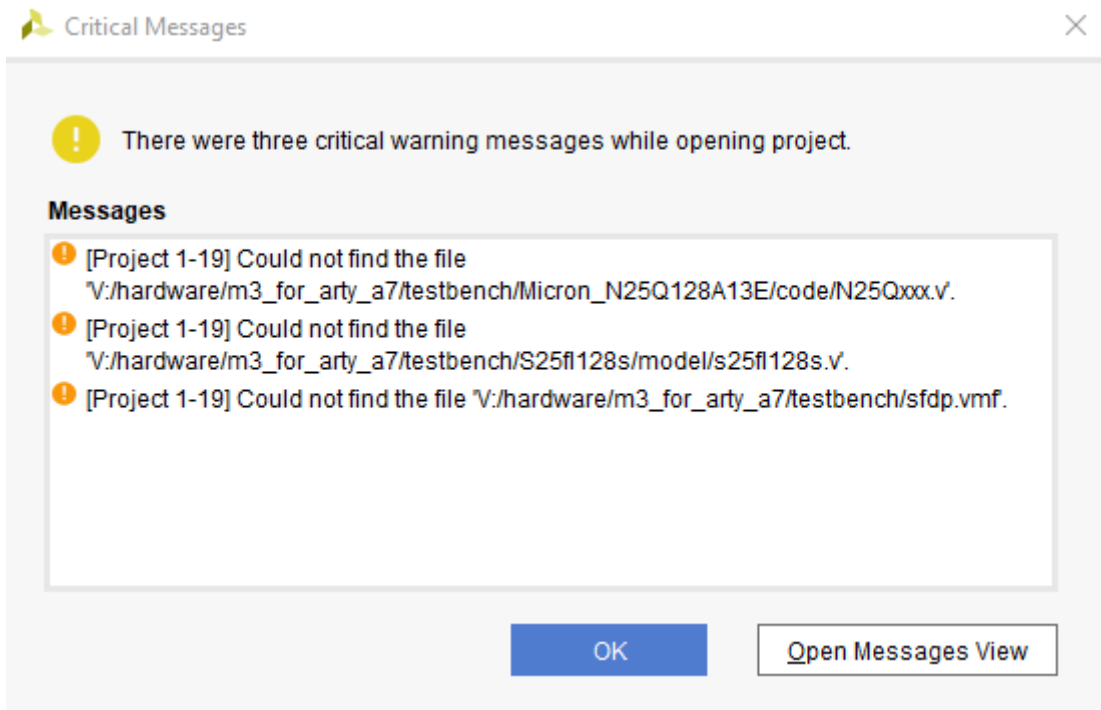 Critical Messages
There were three critical warning messages while opening project.
Messages
[Project 1-19] Could not find the file
'V:/hardware/m3_for_arty_a7/testbench/Micron_N25Q128A13E/code/N25Qxxx.v'.
[Project 1-19] Could not find the file
'V:/hardware/m3_for_arty_a7/testbench/S25fl128s/model/s25fl128s.v'.
[Project 1-19] Could not find the file 'V:/hardware/m3_for_arty_a7/testbench/sfdp.vmf'.
OK
Open Messages View